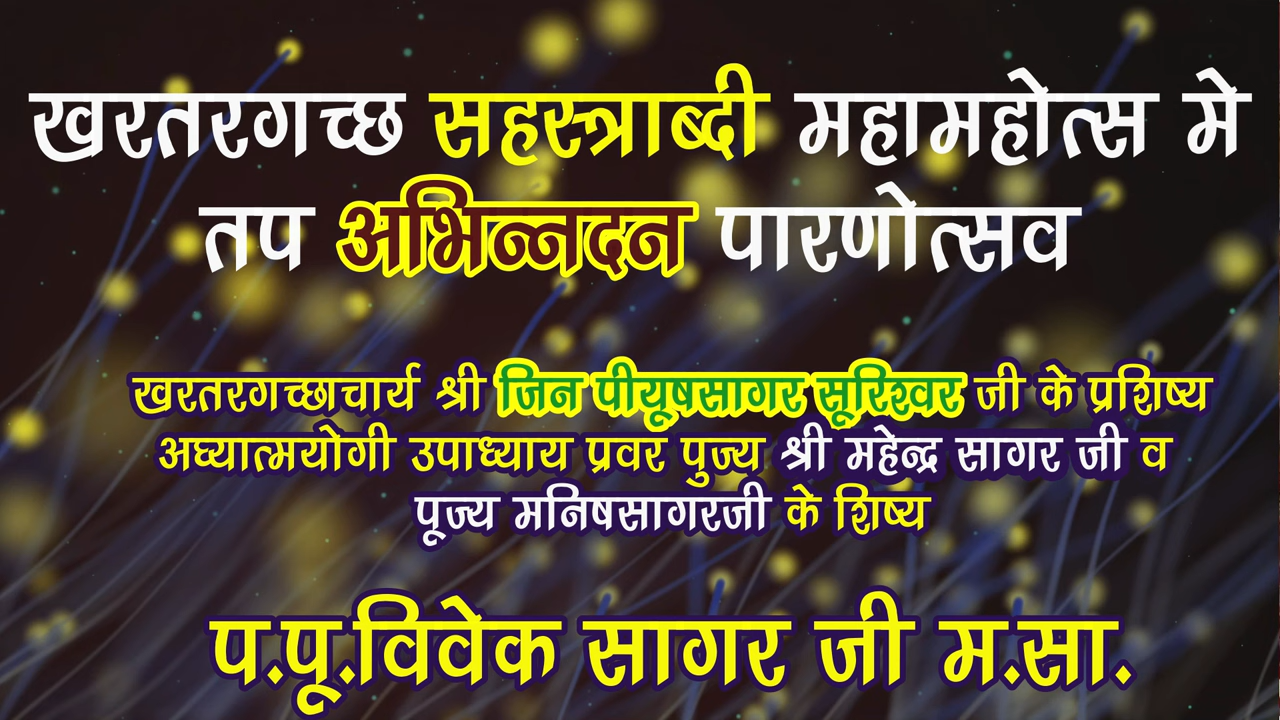 खरतरगच्छ सहस्त्राब्दी महामहोत्स मे
तप अभिन्नदन पारणोत्सव
खरतरगच्छाचार्य श्री जिन पीयूषसागर सूरिश्वर जी के प्रशिष्य
अघ्यात्मयोगी उपाध्याय प्रवर पुज्य श्री महेन्द्र सागर जी व
पूज्य मनिषसागरजी के शिष्य
प.पू.विवेक सागर जी म.सा.